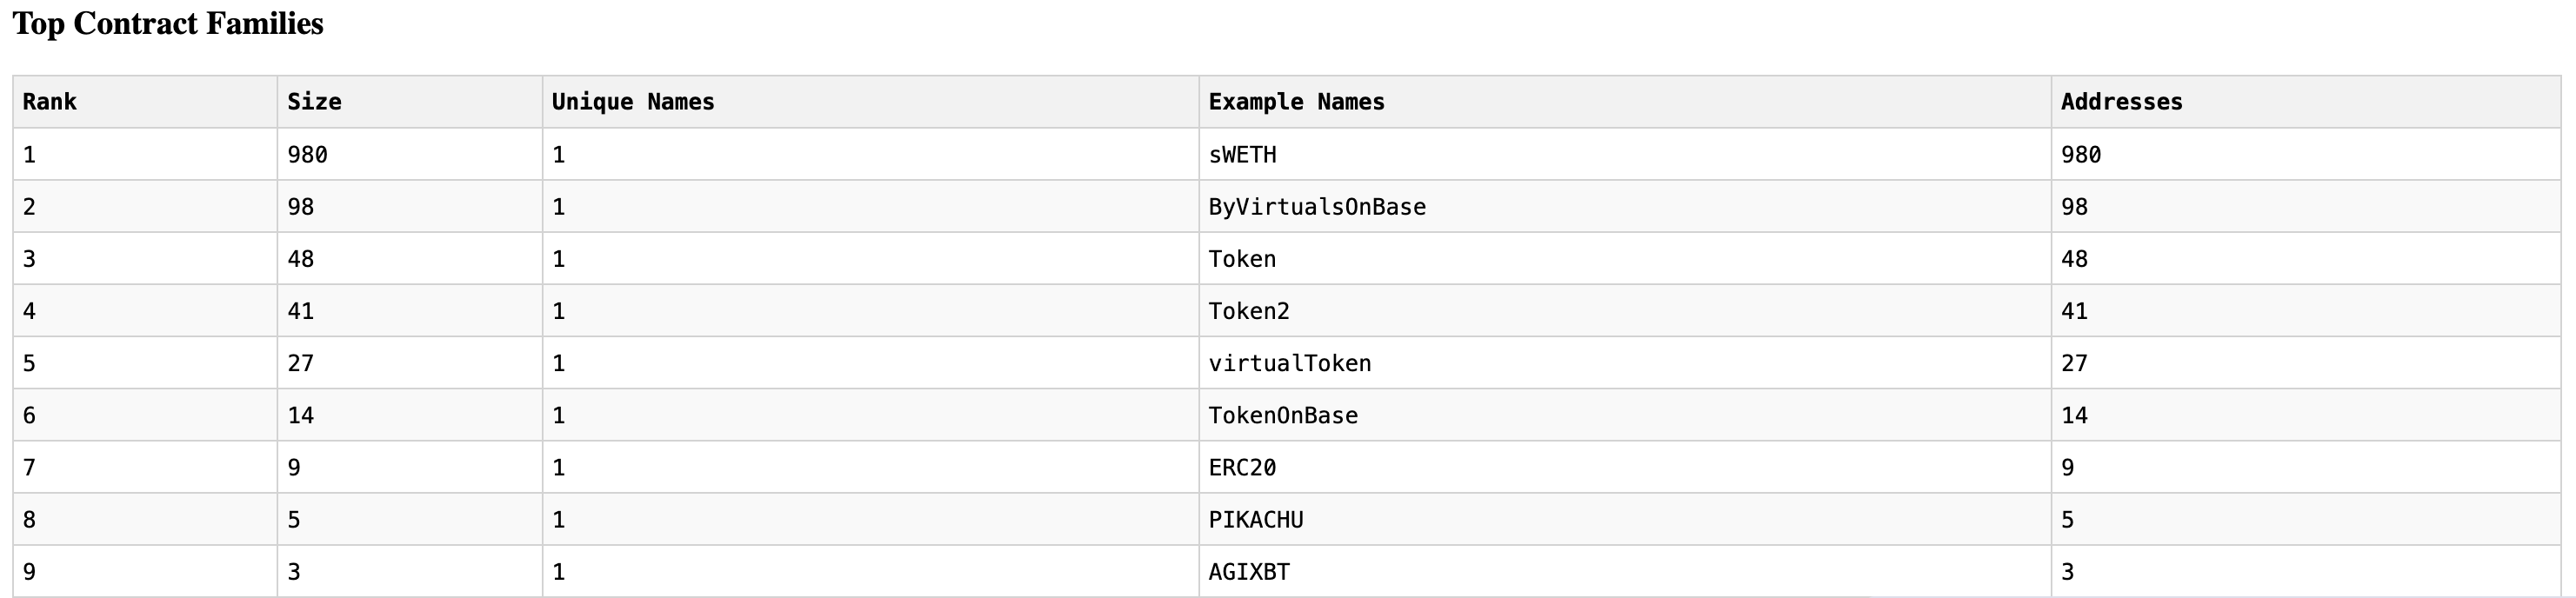 Top Contract Families
Rank Size Unique Names Example Names Addresses
1 980 1 sWETH 980
2 98 1 ByVirtualsOnBase 98
3 48 1 Token 48
4 41 1 Token2 41
5 27 1 virtualToken 27
6 14 1 TokenOnBase 14
7 9 1 ERC20 9
8 5 1 PIKACHU 5
9 3 1 AGIXBT 3